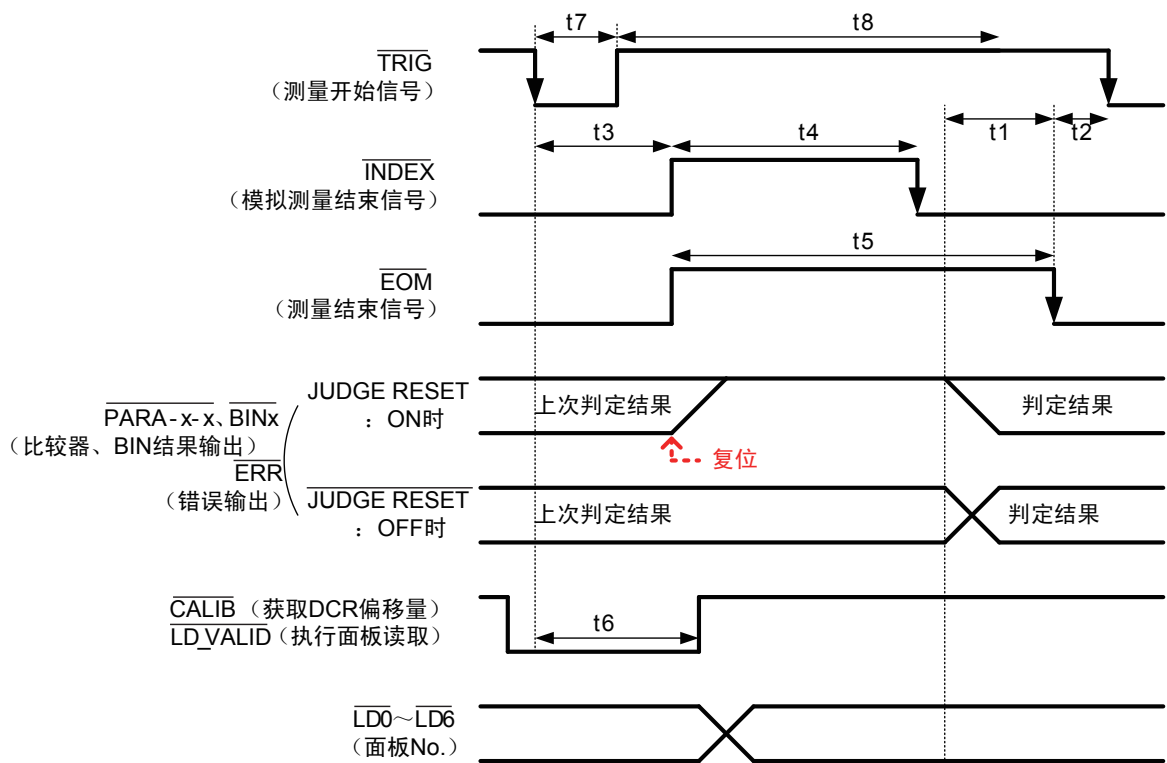 t7
t8
TRIG
（测量开始信号）
t1
t2
t3
t4
INDEX
（模拟测量结束信号）
t5
EOM
（测量结束信号）
JUDGE RESET
：ON时
上次判定结果
判定结果
PARA-x-x、BINx
（比较器、BIN结果输出）
复位
ERR
（错误输出）
JUDGE RESET
：OFF时
上次判定结果
判定结果
CALIB（获取DCR偏移量）
LD_VALID（执行面板读取）
t6
LD0～LD6
（面板No.）